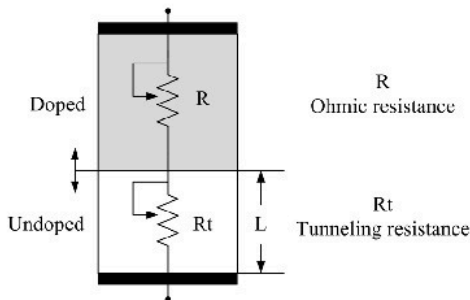 Doped
R
R
Ohmic resistance
Undoped
Rt
L
Rt
Tunneling resistance